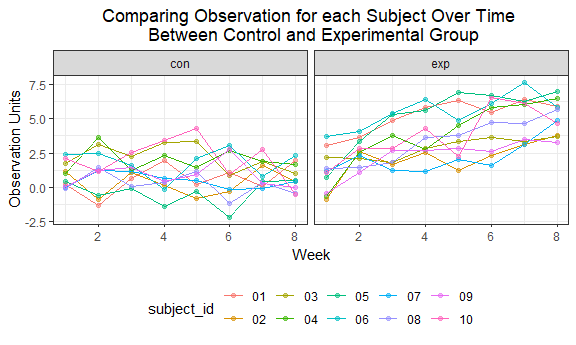 Comparing Observation for each Subject Over Time
Between Control and Experimental Group
con
exp
Observation Units
7.5
5.0
2.5
0.0
-2.5
2 4 6 8
2 4 6 8
Week
subject_id
01 03 05 07 09
02 04 06 08 10